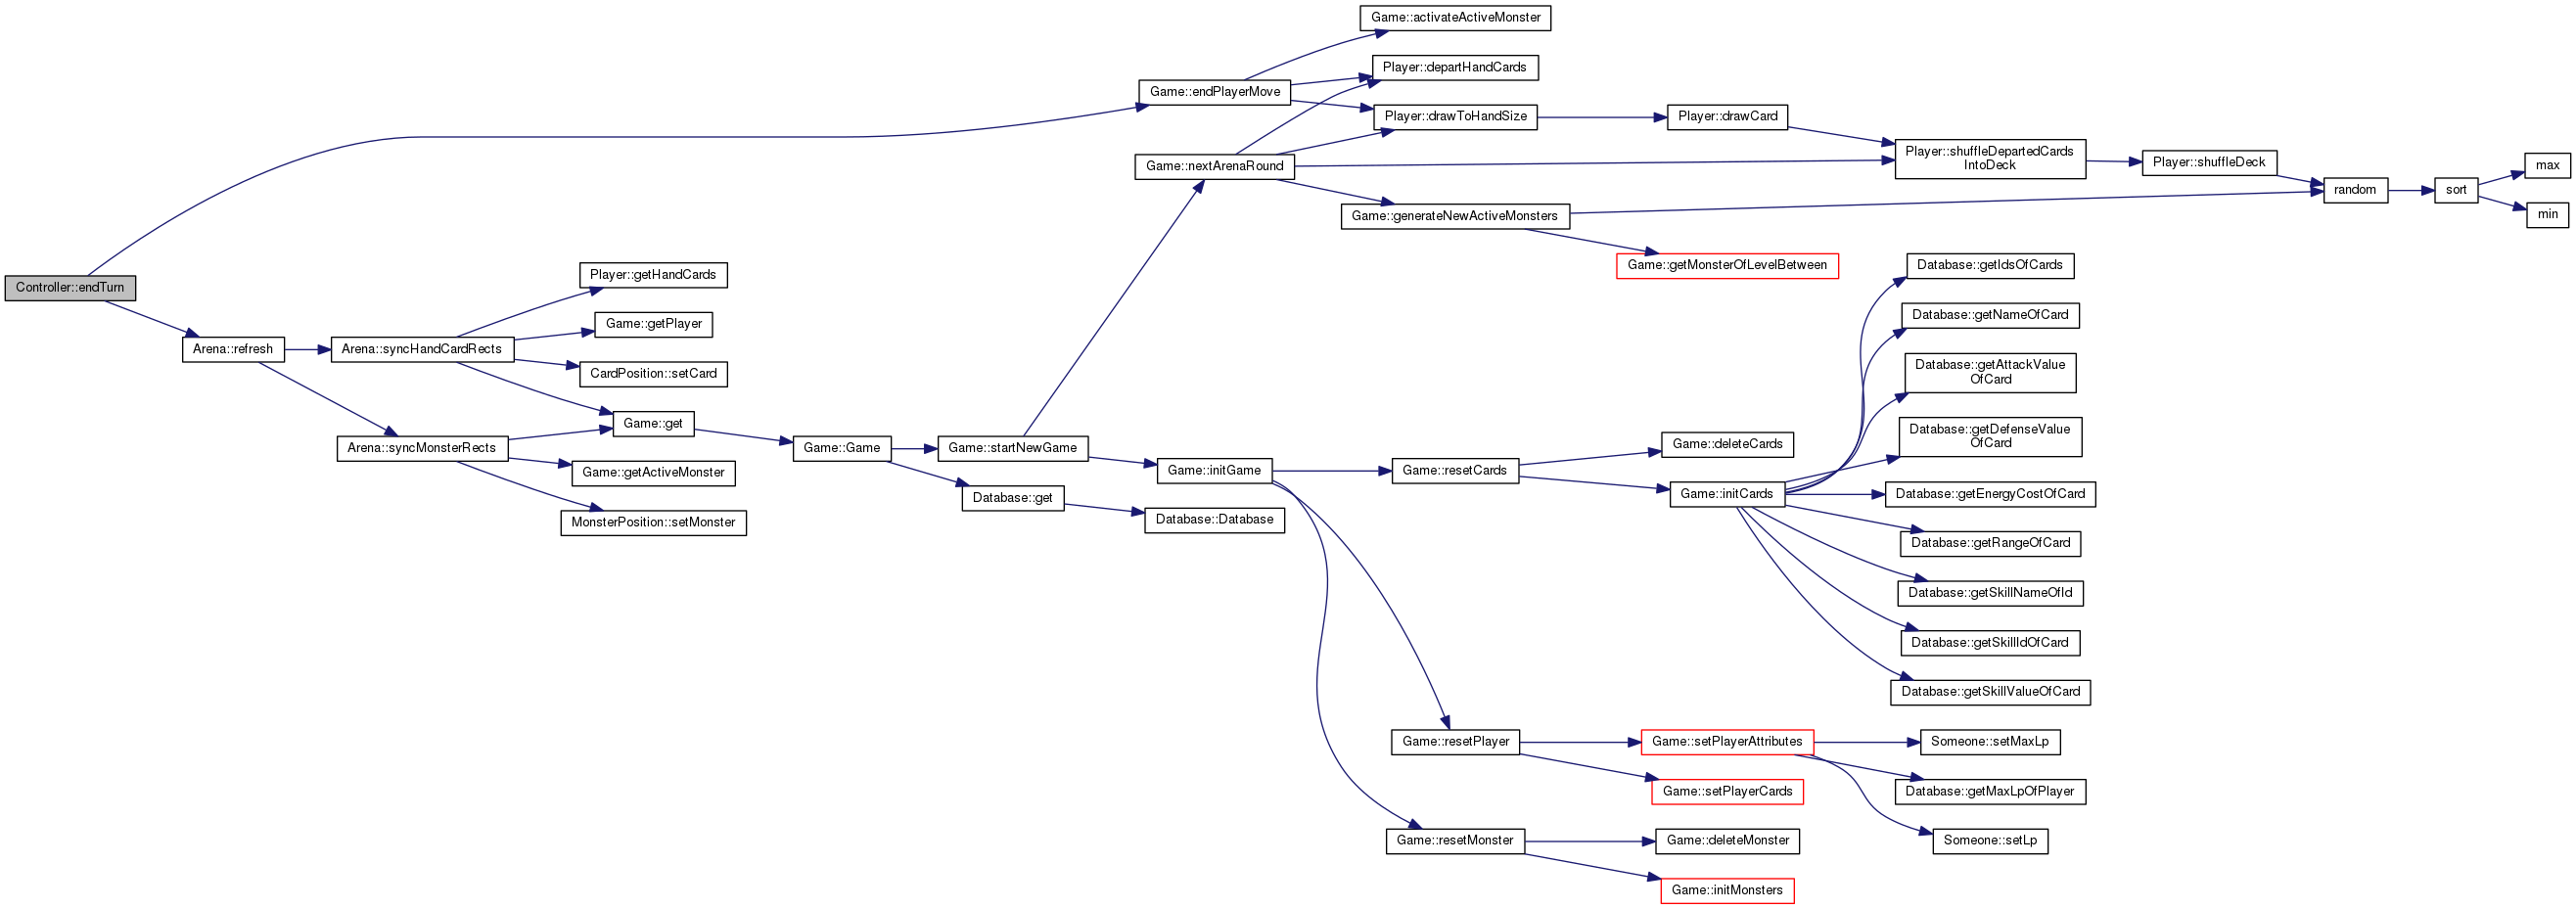 Game::activateActiveMonster
Player::departHandCards
Game::endPlayerMove
Player::drawToHandSize
Player::drawCard
Game::nextArenaRound
Player::shuffleDepartedCards
IntoDeck
Player::shuffleDeck
max
random
sort
min
Game::generateNewActiveMonsters
Game::getMonsterOfLevelBetween
Controller::endTurn
Player::getHandCards
Game::getPlayer
Arena::refresh
Arena::syncHandCardRects
CardPosition::setCard
Game::get
Arena::syncMonsterRects
Game::getActiveMonster
MonsterPosition::setMonster
Game::Game
Game::startNewGame
Database::get
Database::Database
Game::initGame
Game::resetCards
Game::deleteCards
Game::initCards
Database::getIdsOfCards
Database::getNameOfCard
Database::getAttackValue
OfCard
Database::getDefenseValue
OfCard
Database::getEnergyCostOfCard
Database::getRangeOfCard
Database::getSkillNameOfId
Database::getSkillIdOfCard
Database::getSkillValueOfCard
Game::resetPlayer
Game::setPlayerAttributes
Someone::setMaxLp
Game::setPlayerCards
Database::getMaxLpOfPlayer
Someone::setLp
Game::resetMonster
Game::deleteMonster
Game::initMonsters